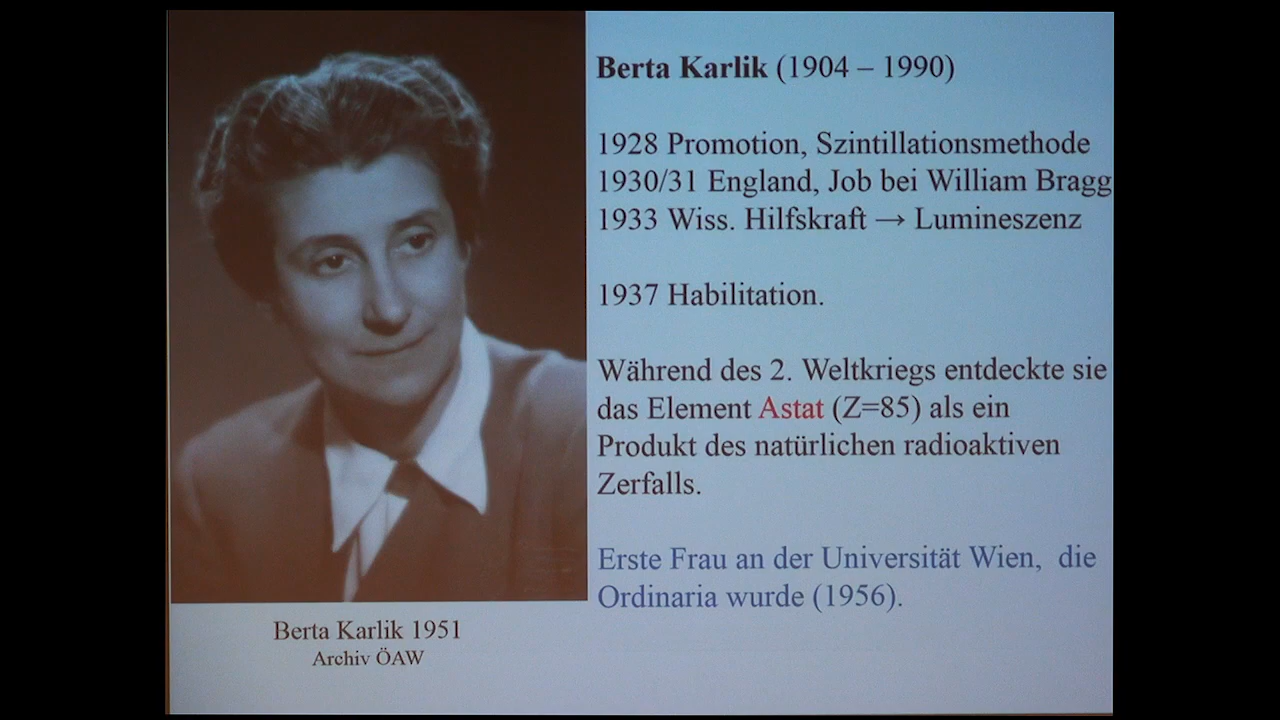 Berta Karlik (1904 – 1990)
1928 Promotion, Szintillationsmethode
1930/31 England, Job bei William Bragg
1933 Wiss. Hilfskraft → Lumineszenz
1937 Habilitation.
Während des 2. Weltkriegs entdeckte sie
das Element Astat (Z=85) als ein
Produkt des natürlichen radioaktiven
Zerfalls.
Erste Frau an der Universität Wien, die
Ordinaria wurde (1956).
Berta Karlik 1951
Archiv ÖAW